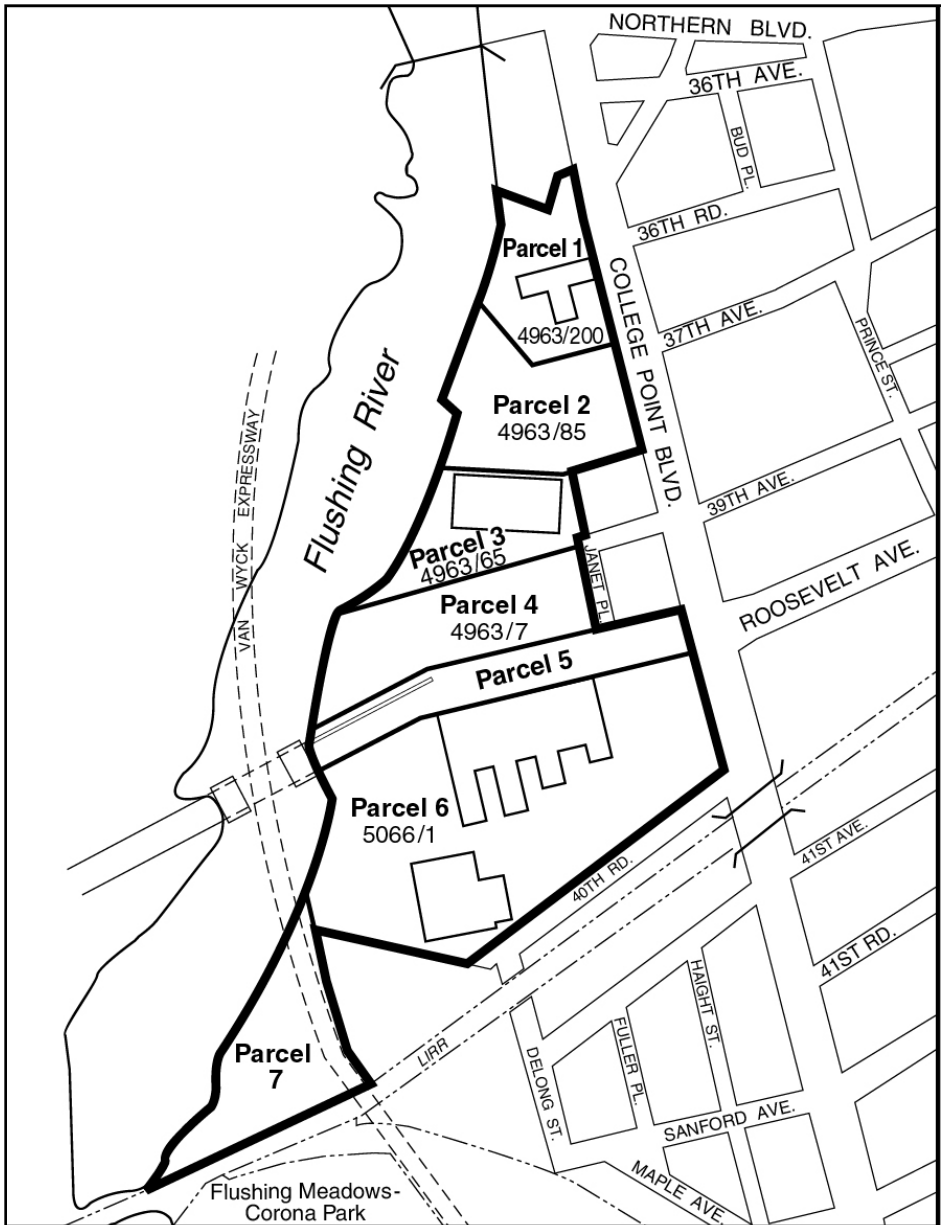 NORTHERN BLVD.
36TH AVE.
BUD PL.
36TH RD.
Parcel 1
4963/200
COLLEGE POINT BLVD.
37TH AVE.
PRINCE ST.
Flushing River
VAN WYCK EXPRESSWAY
Parcel 2
4963/85
39TH AVE.
Parcel 3
4963/65
JANET PL.
ROOSEVELT AVE.
Parcel 4
4963/7
Parcel 5
Parcel 6
5066/1
40TH RD.
41ST AVE.
41ST RD.
HAIGHT ST.
FULLER PL.
DELONG ST.
LIRR
Parcel
7
SANFORD AVE.
MAPLE AVE.
Flushing Meadows-
Corona Park